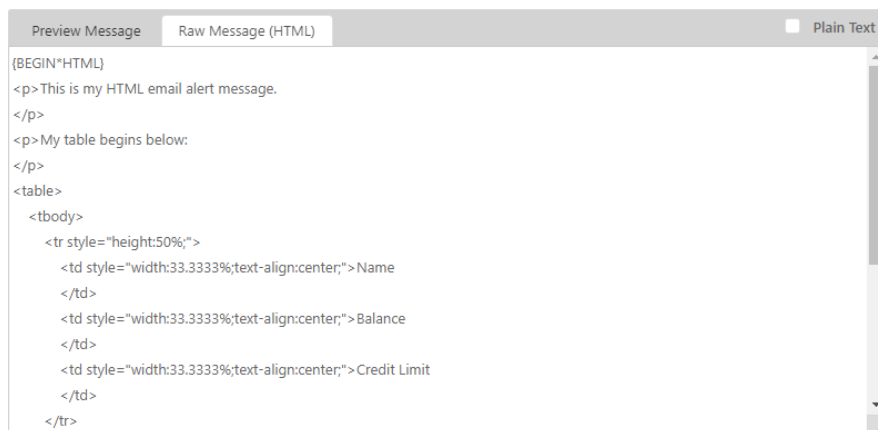 Preview Message
Raw Message (HTML)
Plain Text
{BEGIN*HTML}
<p>This is my HTML email alert message.
</p>
<p>My table begins below:
</p>
<table>
<tbody>
<tr style="height:50%;">
<td style="width:33.3333%;text-align:center;">Name
</td>
<td style="width:33.3333%;text-align:center;">Balance
</td>
<td style="width:33.3333%;text-align:center;">Credit Limit
</td>
</tr>